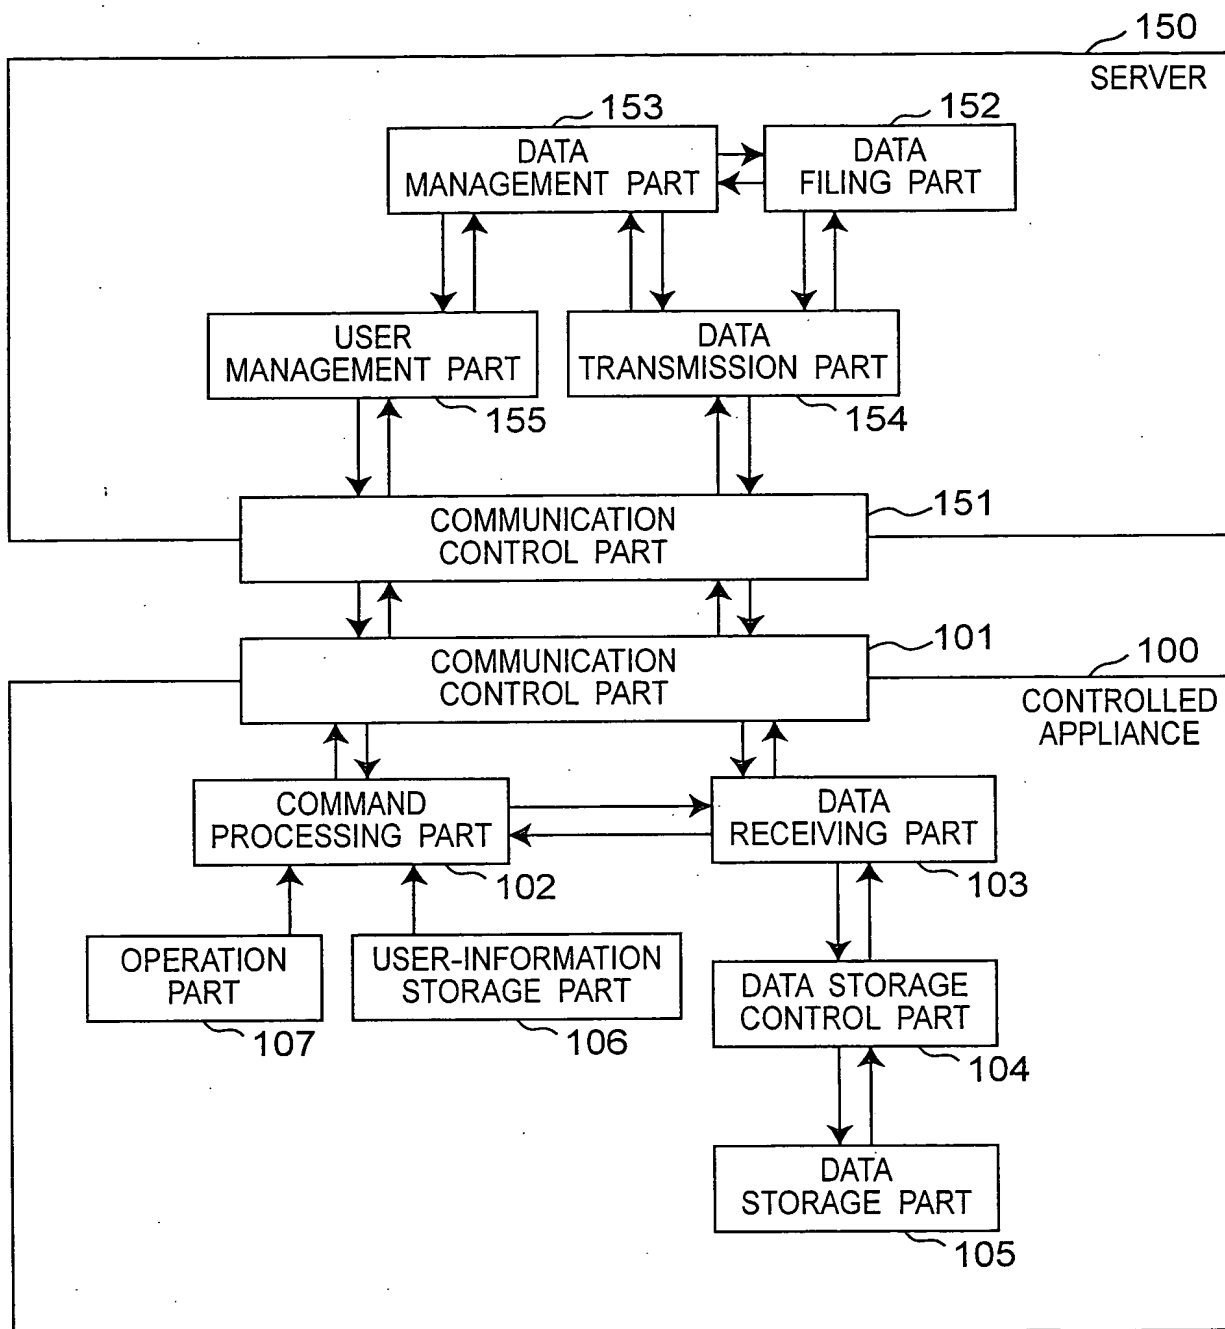 150
SERVER
153
152
DATA
MANAGEMENT PART
DATA
FILING PART
USER
MANAGEMENT PART
DATA
TRANSMISSION PART
155
154
COMMUNICATION
CONTROL PART
151
COMMUNICATION
CONTROL PART
101
100
CONTROLLED
APPLIANCE
COMMAND
PROCESSING PART
DATA
RECEIVING PART
102
103
OPERATION
PART
USER-INFORMATION
STORAGE PART
DATA STORAGE
CONTROL PART
107
106
104
DATA
STORAGE PART
105